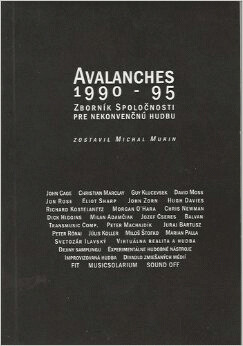 AVALANCHES
1990 - 95
ZBORNÍK SPOLOČNOSTI
PRE NEKONVENČNÚ HUDBU
ZOSTAVIL MICHAL MURIN
JOHN CAGE CHRISTIAN MARCLAY GUY KLUCEVSEK DAVID MOSS
JON ROSE ELIOT SHARP JOHN ZORN HUGH DAVIES
RICHARD KOSTELANETZ MORGAN O'HARA CHRIS NEWMAN
DICK HIGGINS MILAN ADAMČIAK JOZEF CSERES BALVAN
TRANSMUSIC COMP. PETER MACHAJDÍK JURAJ BARTUSZ
PETER RÓNAI JÚLIUS KOLLER MILOŠ ŠTOFKO MARIAN PALLA
SVETOZÁR ILAVSKÝ VIRTUÁLNA REALITA A HUDBA
DEJINY SAMPLINGU EXPERIMENTÁLNE HUDOBNÉ NÁSTROJE
IMPROVIZOVANÁ HUDBA DIVADLO ZMIEŠANÝCH MÉDIÍ
FIT MUSICSOLARIUM SOUND OFF